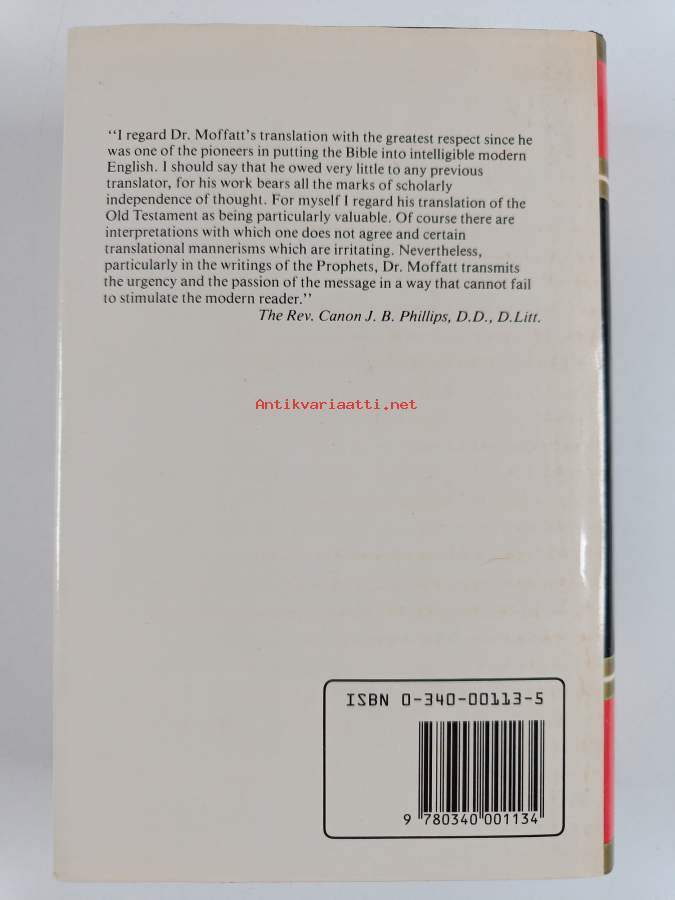 “I regard Dr. Moffatt’s translation with the greatest respect since he
was one of the pioneers in putting the Bible into intelligible modern
English. I should say that he owed very little to any previous
translator, for his work bears all the marks of scholarly
independence of thought. For myself I regard his translation of the
Old Testament as being particularly valuable. Of course there are
interpretations with which one does not agree and certain
translational mannerisms which are irritating. Nevertheless,
particularly in the writings of the Prophets, Dr. Moffatt transmits
the urgency and the passion of the message in a way that cannot fail
to stimulate the modern reader.”
The Rev. Canon J. B. Phillips, D.D., D.Litt.
Antikvariaatti.net
ISBN 0-340-00113-5
9 780340 001134